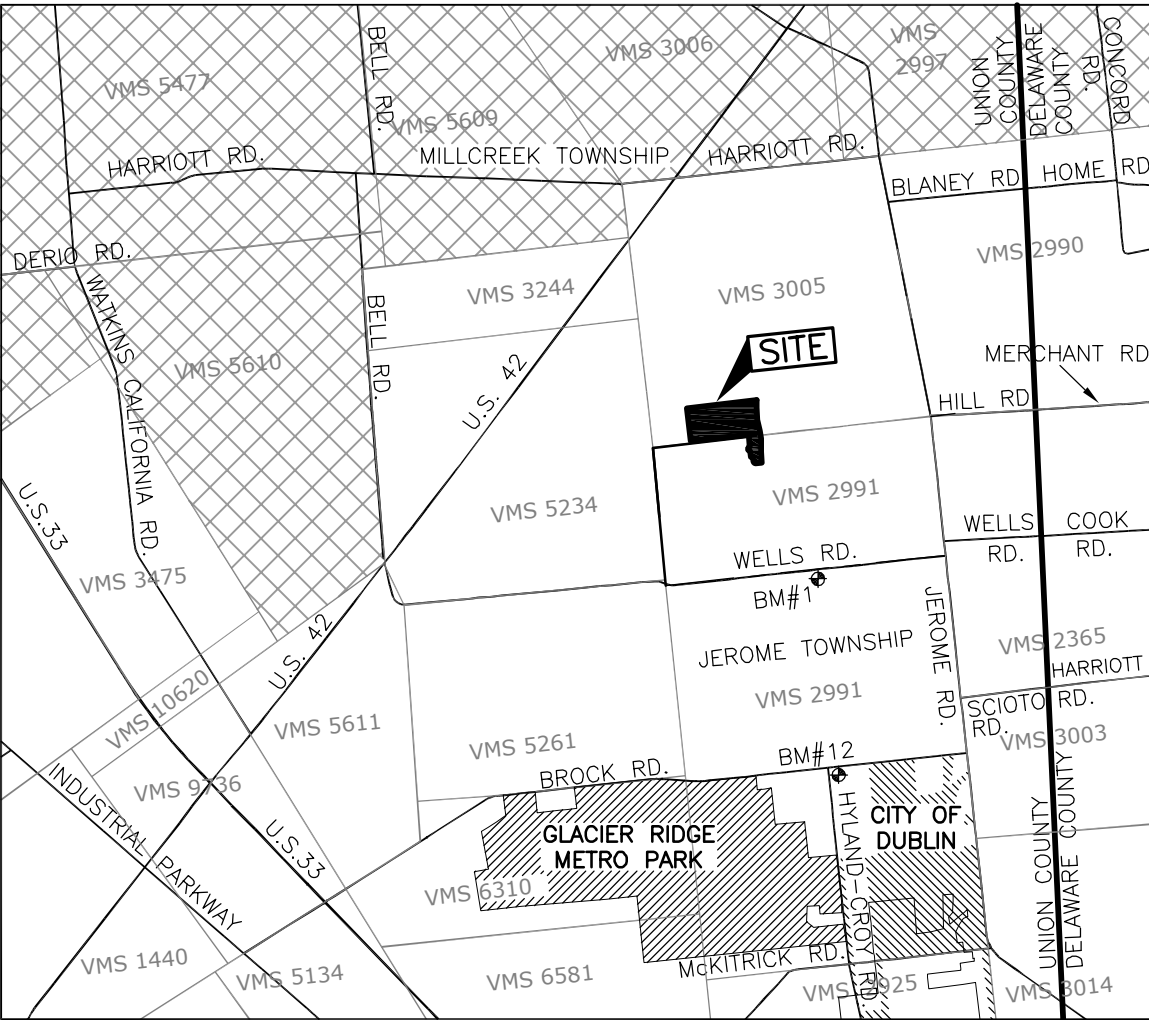 VMS 5477
BELL RD.
VMS 5609
VMS 3006
VMS
2997
UNION
COUNTY
DELAWARE
COUNTY
CONCORD
RD.
HARRIOTT RD.
MILLCREEK TOWNSHIP
HARRIOTT RD.
BLANEY RD
HOME RD
DERIO RD.
WATKINS CALIFORNIA RD.
VMS 5610
BELL RD.
VMS 3244
VMS 3005
VMS 2990
SITE
MERCHANT RD
U.S. 42
HILL RD
U.S.33
VMS 5234
VMS 2991
WELLS
RD.
COOK
RD.
VMS 3475
WELLS RD.
BM#1
JEROME RD.
JEROME TOWNSHIP
VMS 2365
HARRIOTT
RD.
U.S. 42
VMS 10620
VMS 5611
VMS 2991
SCIOTO
RD.
VMS 3003
VMS 5261
BM#12
BROCK RD.
VMS 9736
INDUSTRIAL PARKWAY
U.S.33
GLACIER RIDGE
METRO PARK
HYLAND-CROY RD.
CITY OF
DUBLIN
UNION COUNTY
DELAWARE COUNTY
VMS 6310
VMS 1440
VMS 5134
VMS 6581
McKITRICK RD.
VMS 2925
VMS 3014